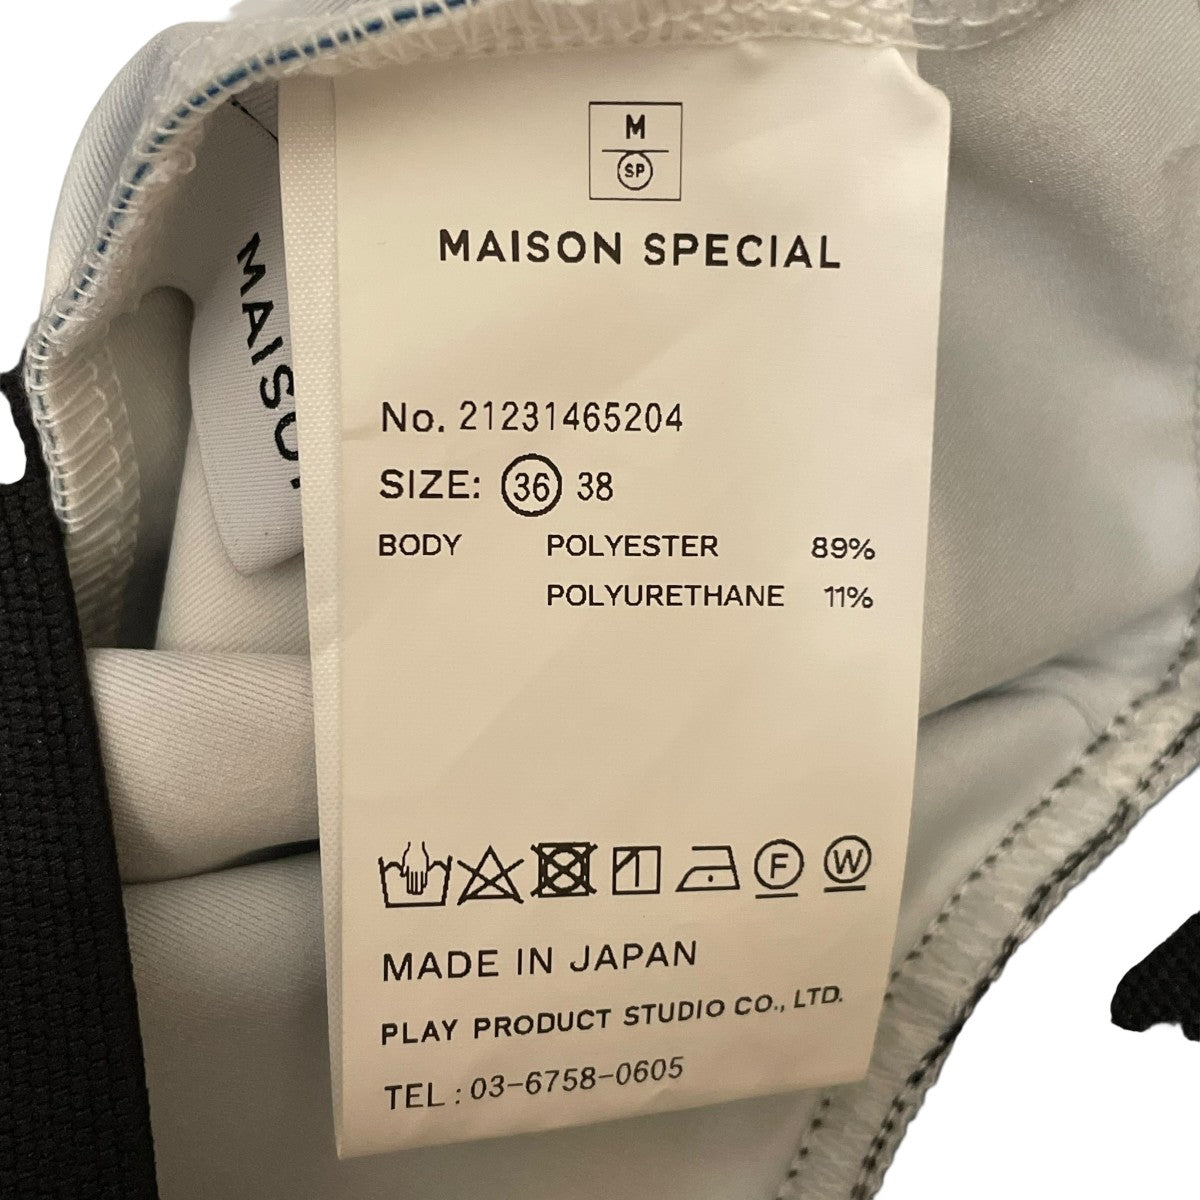 M
SP
MAISON SPECIAL
MAISO
No. 21231465204
SIZE: 36 38
BODY POLYESTER 89%
POLYURETHANE 11%
F W
MADE IN JAPAN
PLAY PRODUCT STUDIO CO., LTD.
TEL : 03-6758-0605